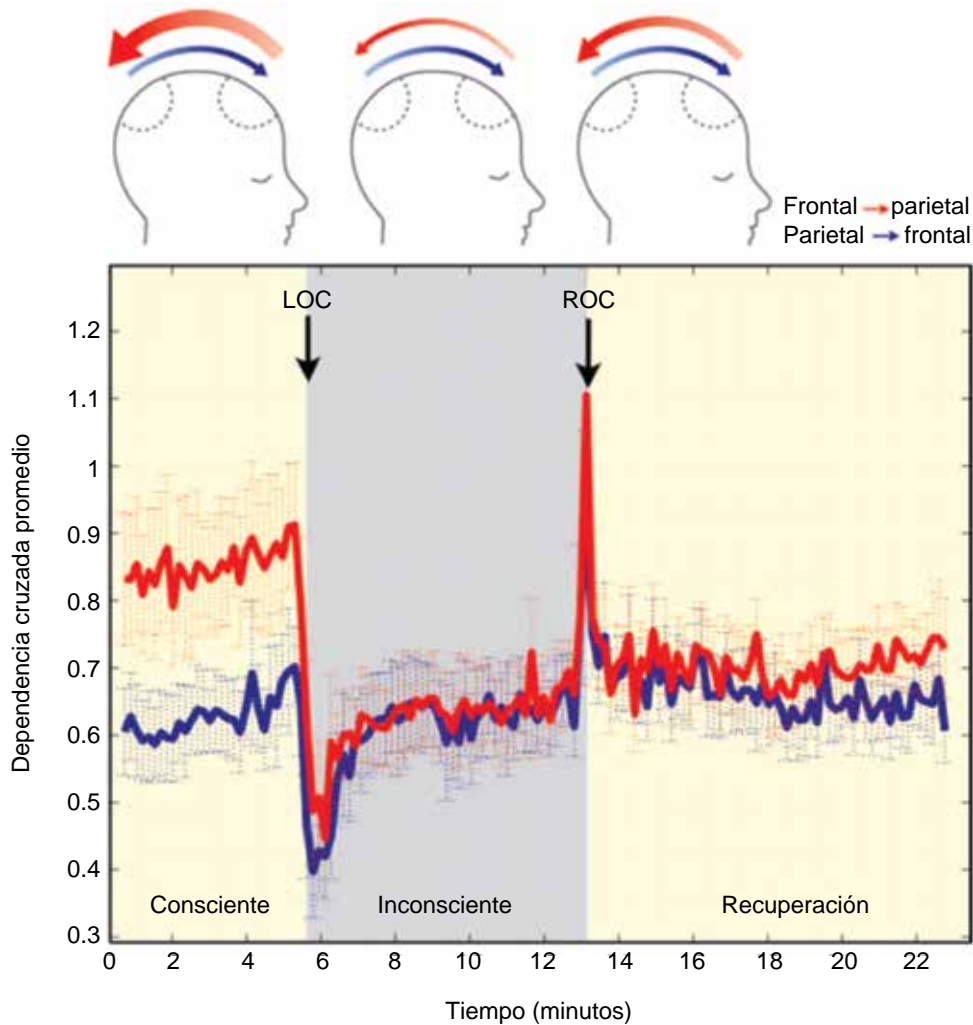 Frontal → parietal
Parietal → frontal
LOC
ROC
1.2
1.1
1
0.9
0.8
0.7
0.6
0.5
0.4
0.3
Dependencia cruzada promedio
Consciente
Inconsciente
Recuperación
0 2 4 6 8 10 12 14 16 18 20 22
Tiempo (minutos)